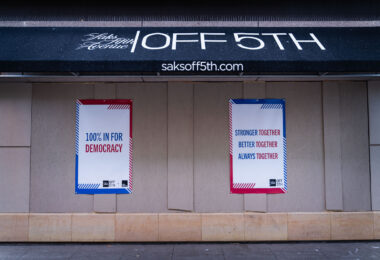 Saks
Fifth
Avenue
OFF 5TH
saksoff5th.com
100% IN FOR
DEMOCRACY
STRONGER TOGETHER
BETTER TOGETHER
ALWAYS TOGETHER